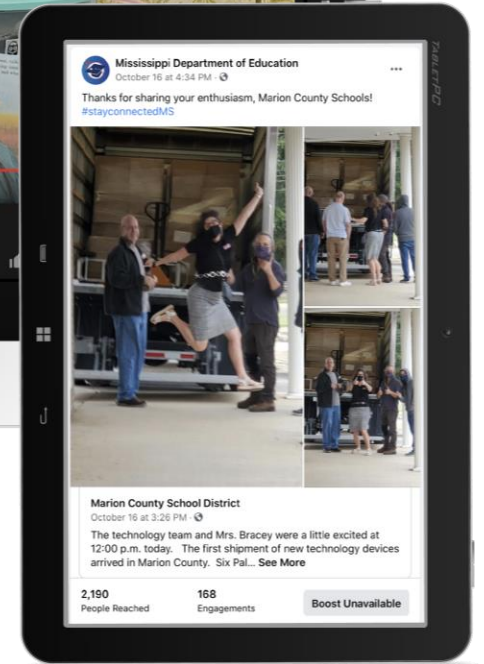 Mississippi Department of Education
October 16 at 4:34 PM ·
Thanks for sharing your enthusiasm, Marion County Schools!
#stayconnectedMS
TABLETPC
Marion County School District
October 16 at 3:26 PM ·
The technology team and Mrs. Bracey were a little excited at
12:00 p.m. today. The first shipment of new technology devices
arrived in Marion County. Six Pal... See More
2,190
People Reached
168
Engagements
Boost Unavailable